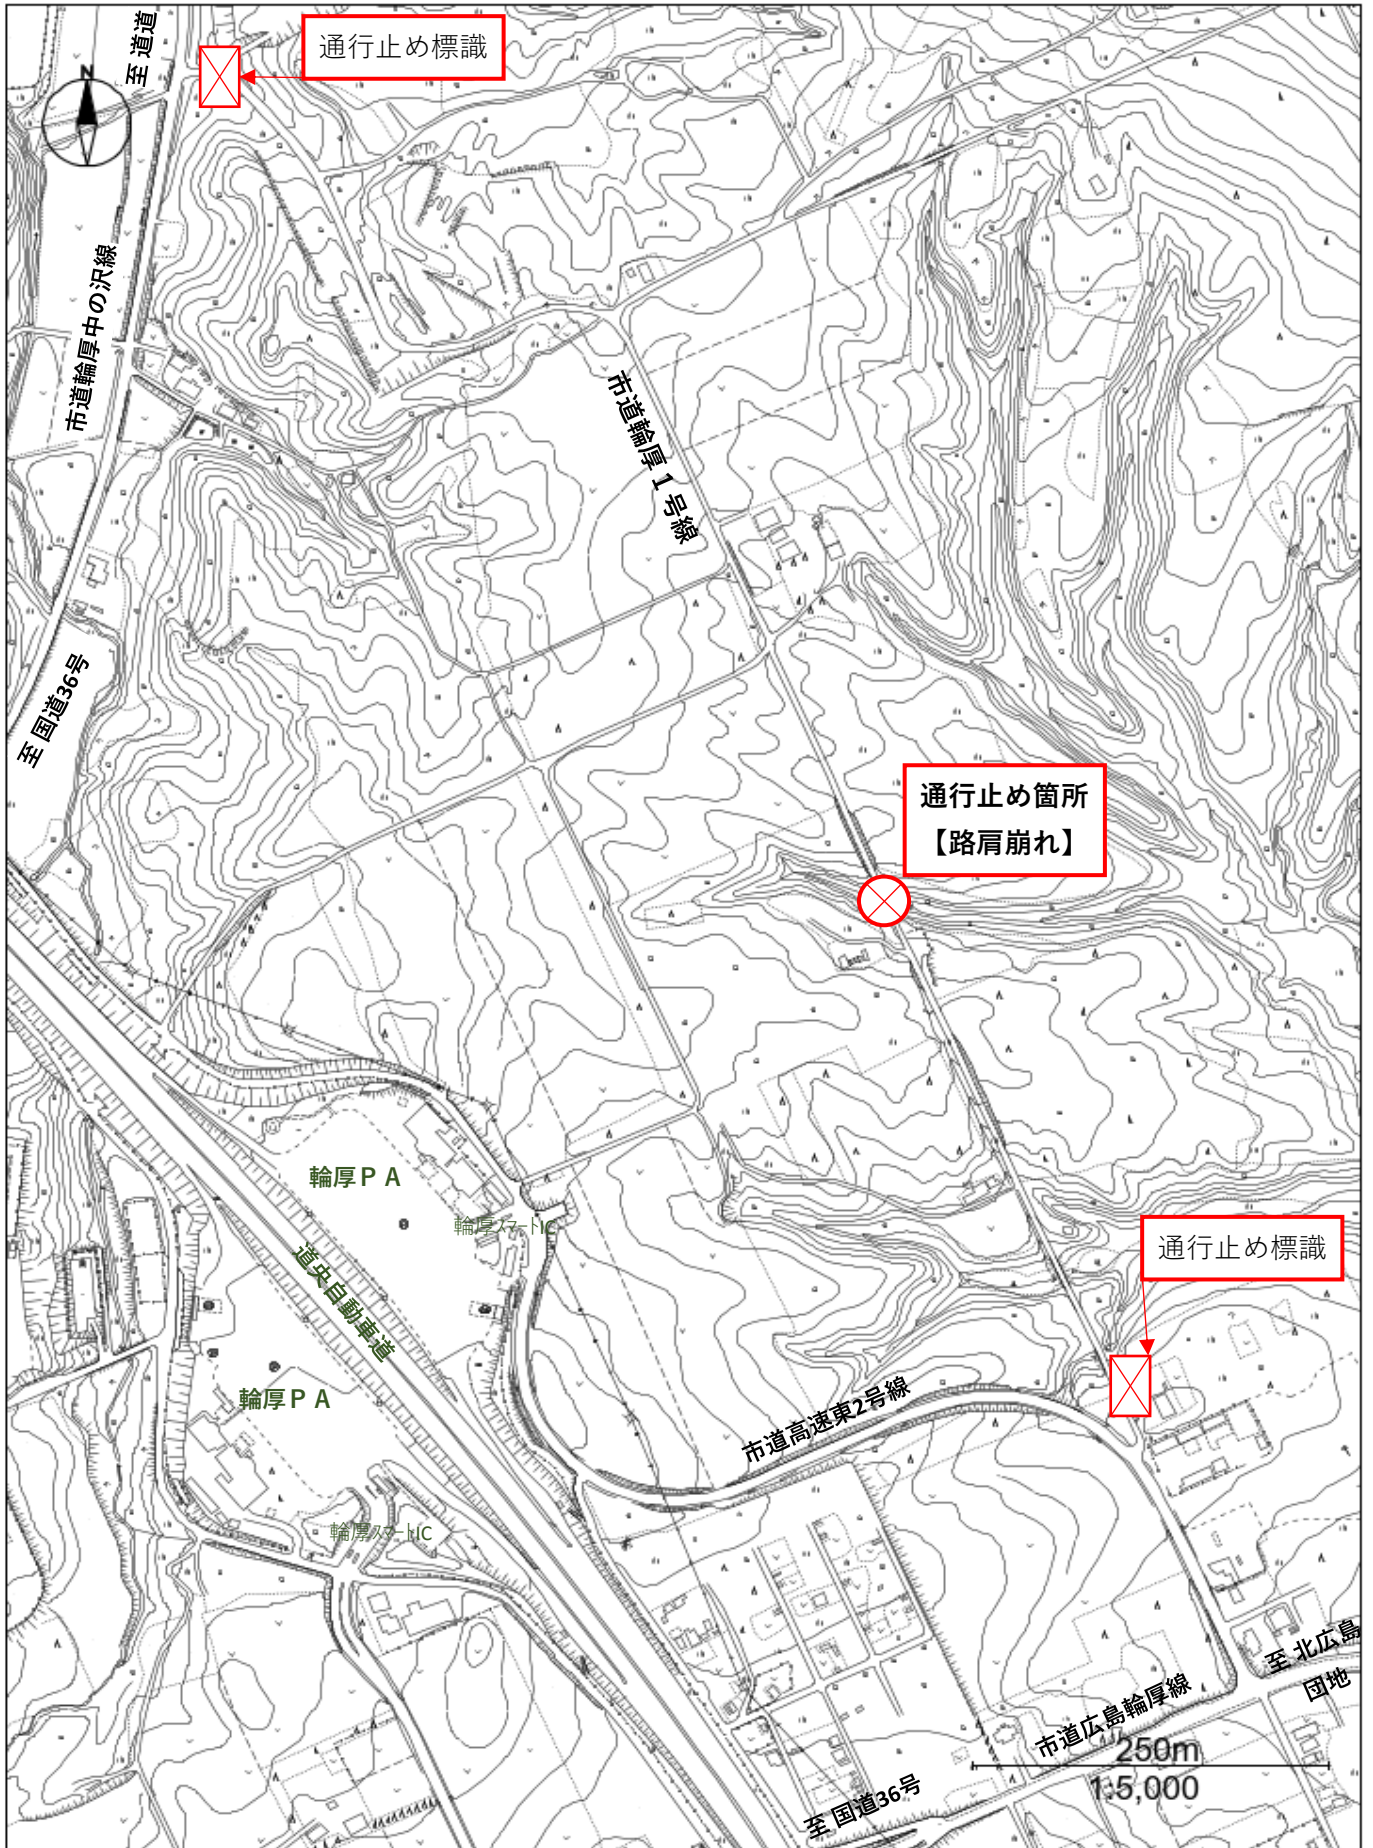 至 道道
通行止め標識
N
市道輪厚中の沢線
市道輪厚１号線
至 国道36号
通行止め箇所
【路肩崩れ】
輪厚ＰＡ
輪厚スマートIC
道央自動車道
通行止め標識
輪厚ＰＡ
市道高速東2号線
輪厚スマートIC
至 北広島
団地
市道広島輪厚線
250m
1:5,000
至 国道36号